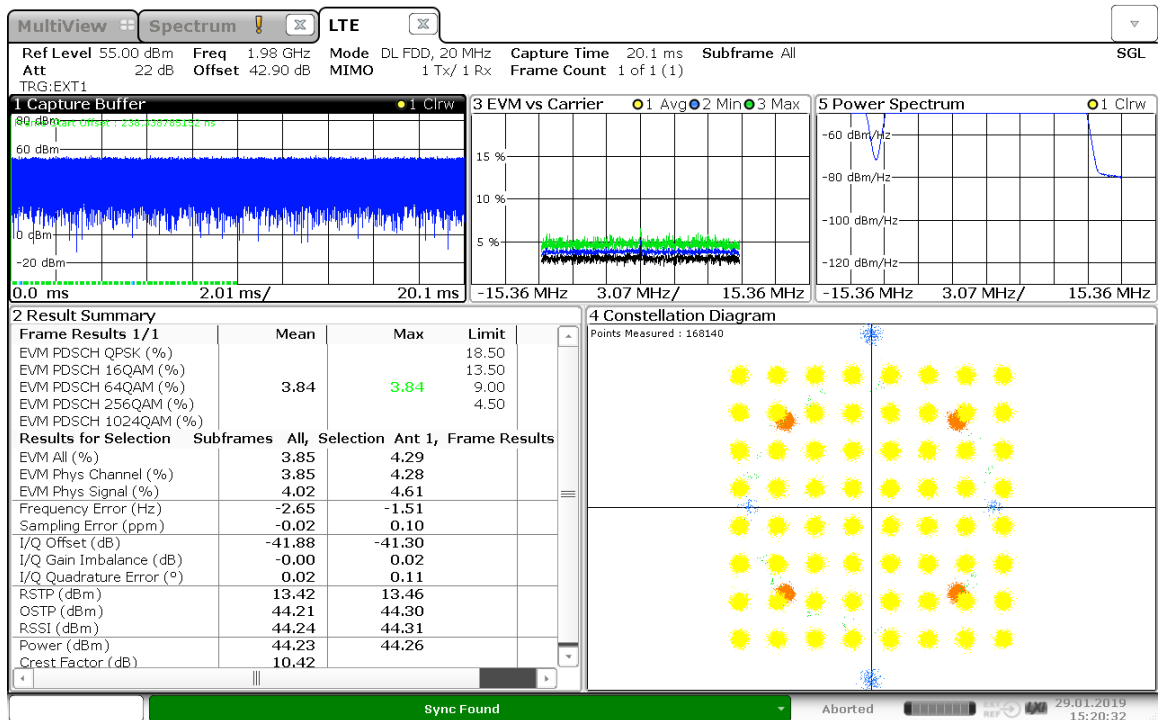 MultiView Spectrum LTE
Ref Level 55.00 dBm Freq 1.98 GHz Mode DL FDD, 20 MHz Capture Time 20.1 ms Subframe All SGL
Att 22 dB Offset 42.90 dB MIMO 1 Tx/ 1 Rx Frame Count 1 of 1 (1)
TRG:EXT1
1 Capture Buffer 1 Clrw
80 dBm
Start Offset :
60 dBm
0 dBm
-20 dBm
0.0 ms 2.01 ms/ 20.1 ms
3 EVM vs Carrier 1 Avg 2 Min 3 Max
15 %
10 %
5 %
-15.36 MHz 3.07 MHz/ 15.36 MHz
5 Power Spectrum 1 Clrw
-60 dBm/Hz
-80 dBm/Hz
-100 dBm/Hz
-120 dBm/Hz
-15.36 MHz 3.07 MHz/ 15.36 MHz
2 Result Summary
Frame Results 1/1 Mean Max Limit
EVM PDSCH QPSK (%) 18.50
EVM PDSCH 16QAM (%) 13.50
EVM PDSCH 64QAM (%) 3.84 3.84 9.00
EVM PDSCH 256QAM (%) 4.50
EVM PDSCH 1024QAM (%)
Results for Selection Subframes All, Selection Ant 1, Frame Results
EVM All (%) 3.85 4.29
EVM Phys Channel (%) 3.85 4.28
EVM Phys Signal (%) 4.02 4.61
Frequency Error (Hz) -2.65 -1.51
Sampling Error (ppm) -0.02 0.10
I/Q Offset (dB) -41.88 -41.30
I/Q Gain Imbalance (dB) -0.00 0.02
I/Q Quadrature Error (°) 0.02 0.11
RSTP (dBm) 13.42 13.46
OSTP (dBm) 44.21 44.30
RSSI (dBm) 44.24 44.31
Power (dBm) 44.23 44.26
Crest Factor (dB) 10.42
4 Constellation Diagram
Points Measured : 168140
Sync Found
Aborted
EXT
REF
LXI
29.01.2019
15:20:32